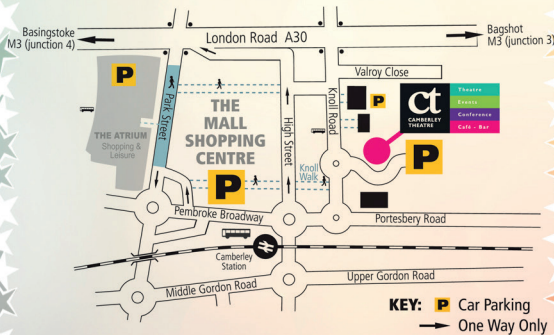 Basingstoke
M3 (junction 4)
London Road A30
Bagshot
M3 (junction 3)
Valroy Close
P
THE ATRIUM
Shopping &
Leisure
Park Street
THE
MALL
SHOPPING
CENTRE
P
High Street
Knoll Road
Knoll
Walk
P
ct
CAMBERLEY
THEATRE
Theatre
Events
Conference
Café - Bar
P
Pembroke Broadway
Portesbery Road
Camberley
Station
Middle Gordon Road
Upper Gordon Road
KEY: P Car Parking
One Way Only